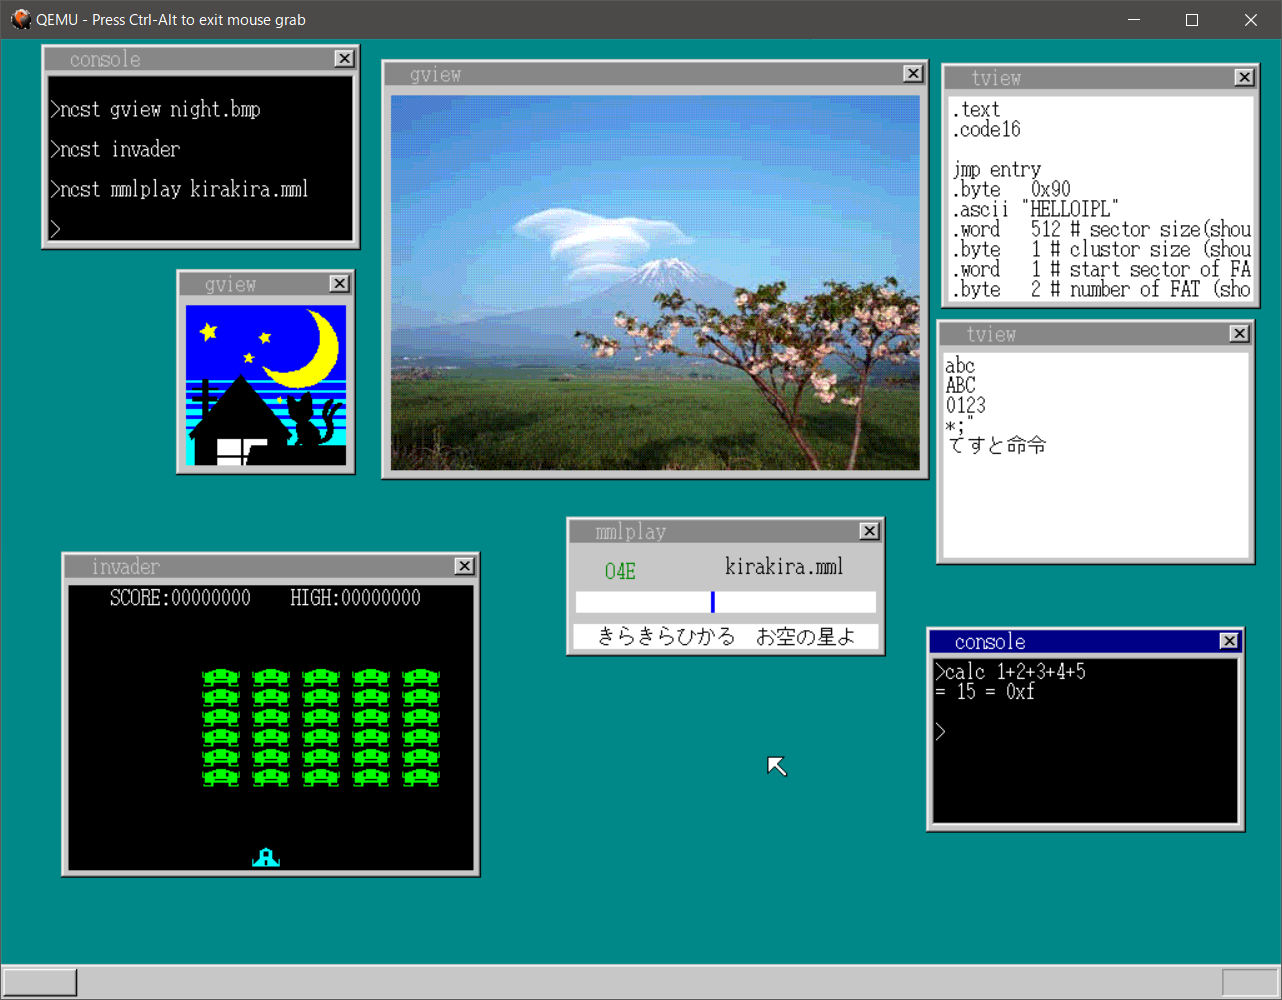 QEMU - Press Ctrl-Alt to exit mouse grab
console
>ncst gview night.bmp
>ncst invader
>ncst mmlplay kirakira.mml
>
gview
gview
tview
.text
.code16
jmp entry
.byte 0x90
.ascii "HELLOIPL"
.word 512 # sector size(shou
.byte 1 # clustor size (shou
.word 1 # start sector of FA
.byte 2 # number of FAT (sho
tview
abc
ABC
0123
*;"
てすと命令
invader
SCORE:00000000 HIGH:00000000
mmlplay
O4E
kirakira.mml
きらきらひかる お空の星よ
console
>calc 1+2+3+4+5
= 15 = 0xf
>